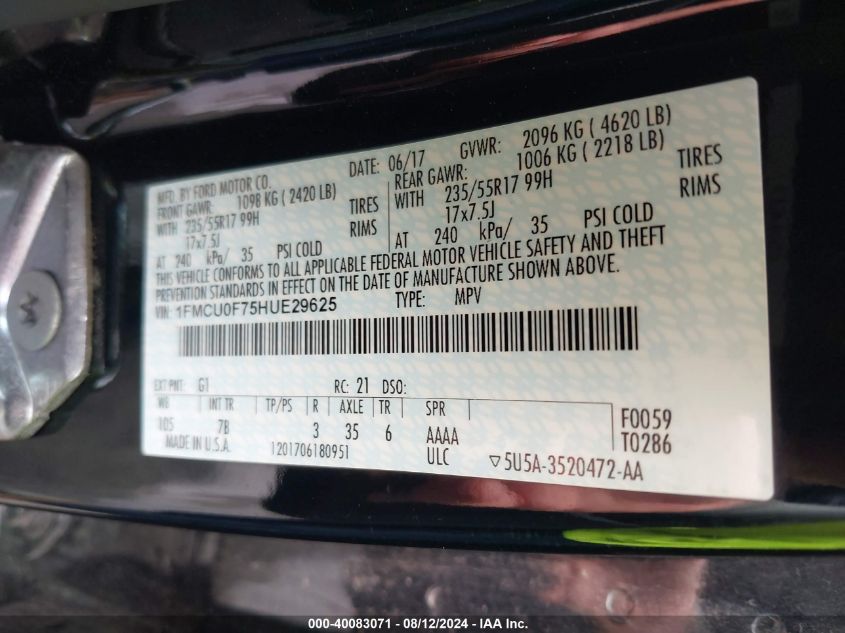 MFD. BY FORD MOTOR CO. DATE: 06/17 GVWR: 2096 KG ( 4620 LB)
FRONT GAWR: 1098 KG ( 2420 LB) REAR GAWR: 1006 KG ( 2218 LB)
WITH 235/55R17 99H TIRES WITH 235/55R17 99H TIRES
17x7.5J RIMS 17x7.5J RIMS
AT 240 kPa/ 35 PSI COLD AT 240 kPa/ 35 PSI COLD
THIS VEHICLE CONFORMS TO ALL APPLICABLE FEDERAL MOTOR VEHICLE SAFETY AND THEFT
PREVENTION STANDARDS IN EFFECT ON THE DATE OF MANUFACTURE SHOWN ABOVE.
VIN: 1FMCU0F75HUE29625 TYPE: MPV
EXT PNT: G1 RC: 21 DSO:
WB INT TR TP/PS R AXLE TR SPR F0059
105 7B 3 35 6 AAAA T0286
MADE IN U.S.A. 1201706180951 ULC ▽5U5A-3520472-AA
000-40083071 - 08/12/2024 - IAA Inc.